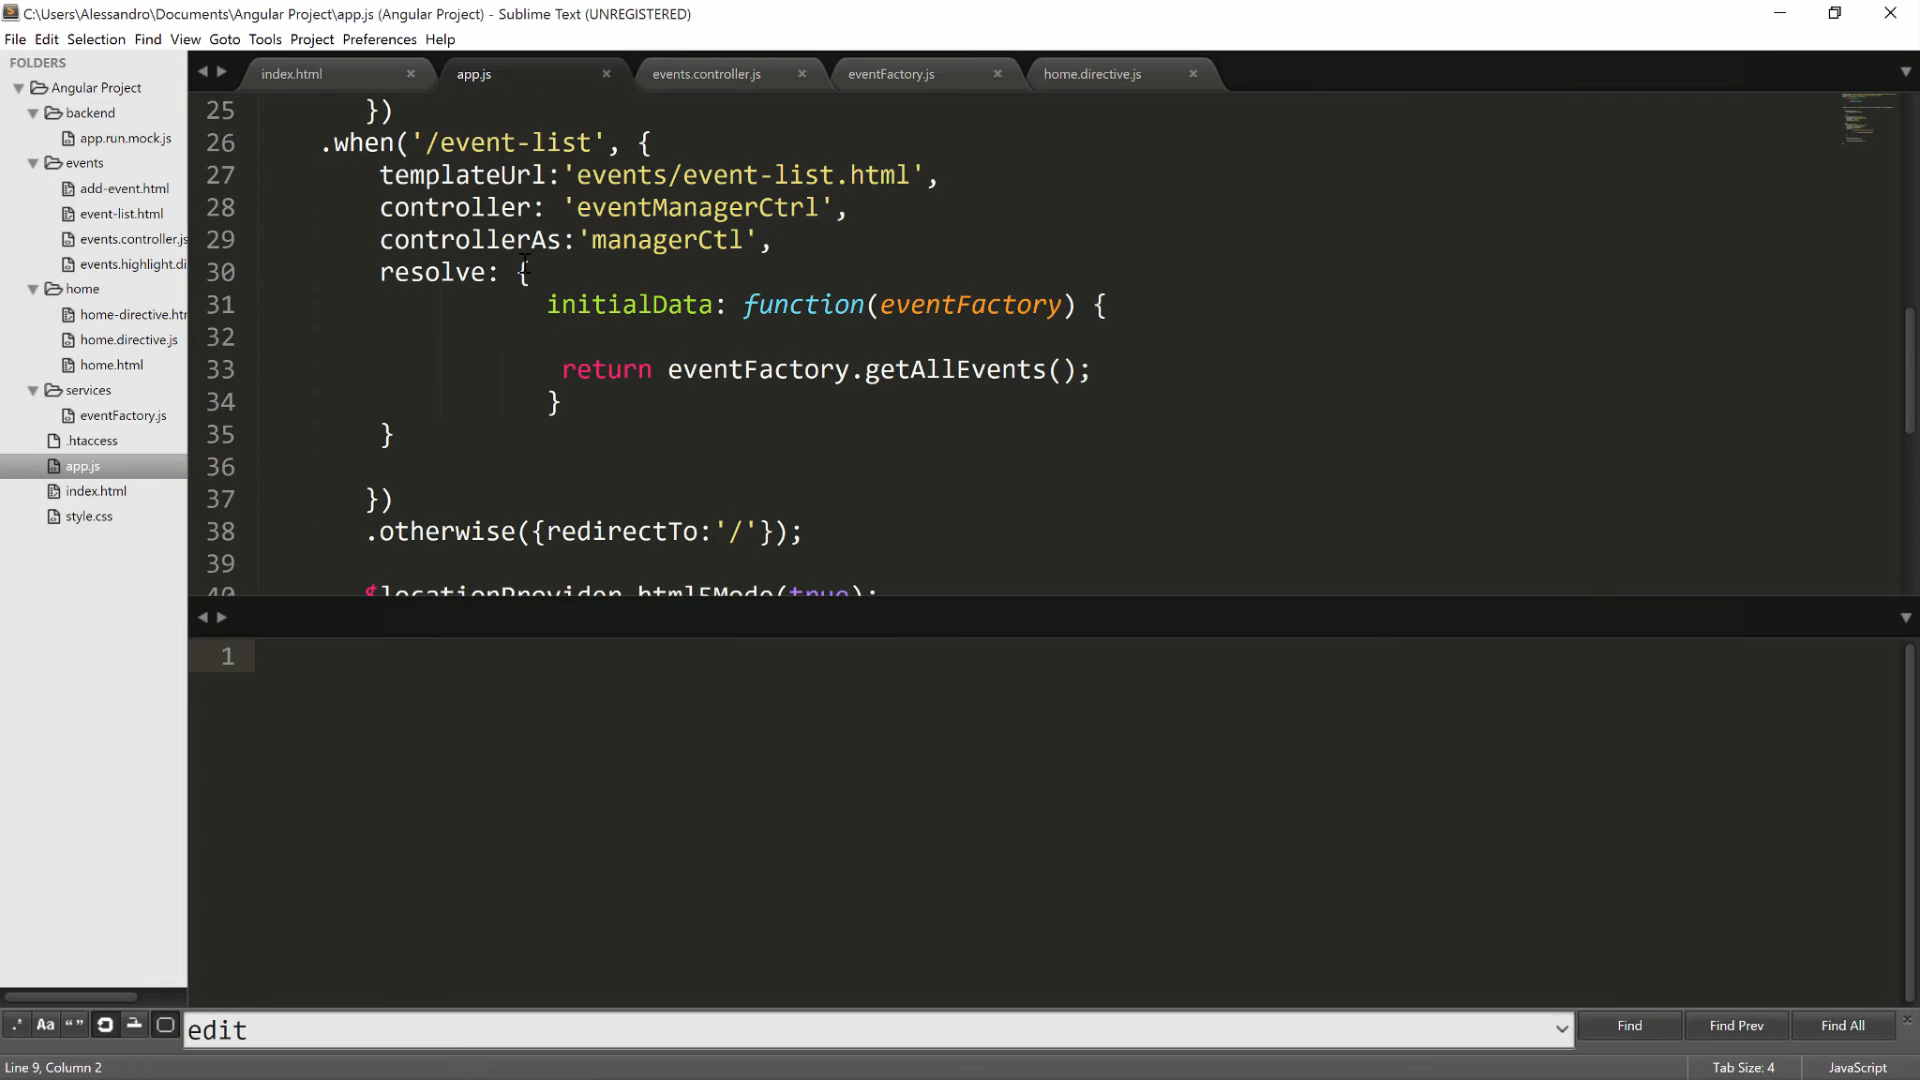 C:\Users\Alessandro\Documents\Angular Project\app.js (Angular Project) - Sublime Text (UNREGISTERED)
File Edit Selection Find View Goto Tools Project Preferences Help
FOLDERS
Angular Project
backend
app.run.mock.js
events
add-event.html
event-list.html
events.controller.js
events.highlight.di
home
home-directive.htm
home.directive.js
home.html
services
eventFactory.js
.htaccess
app.js
index.html
style.css
index.html app.js events.controller.js eventFactory.js home.directive.js
25 })
26 .when('/event-list', {
27 templateUrl:'events/event-list.html',
28 controller: 'eventManagerCtrl',
29 controllerAs:'managerCtl',
30 resolve: {
31 initialData: function(eventFactory) {
32
33 return eventFactory.getAllEvents();
34 }
35 }
36
37 })
38 .otherwise({redirectTo:'/'});
39
40 $locationProvider.html5Mode(true);
1
.* Aa “” edit Find Find Prev Find All
Line 9, Column 2 Tab Size: 4 JavaScript